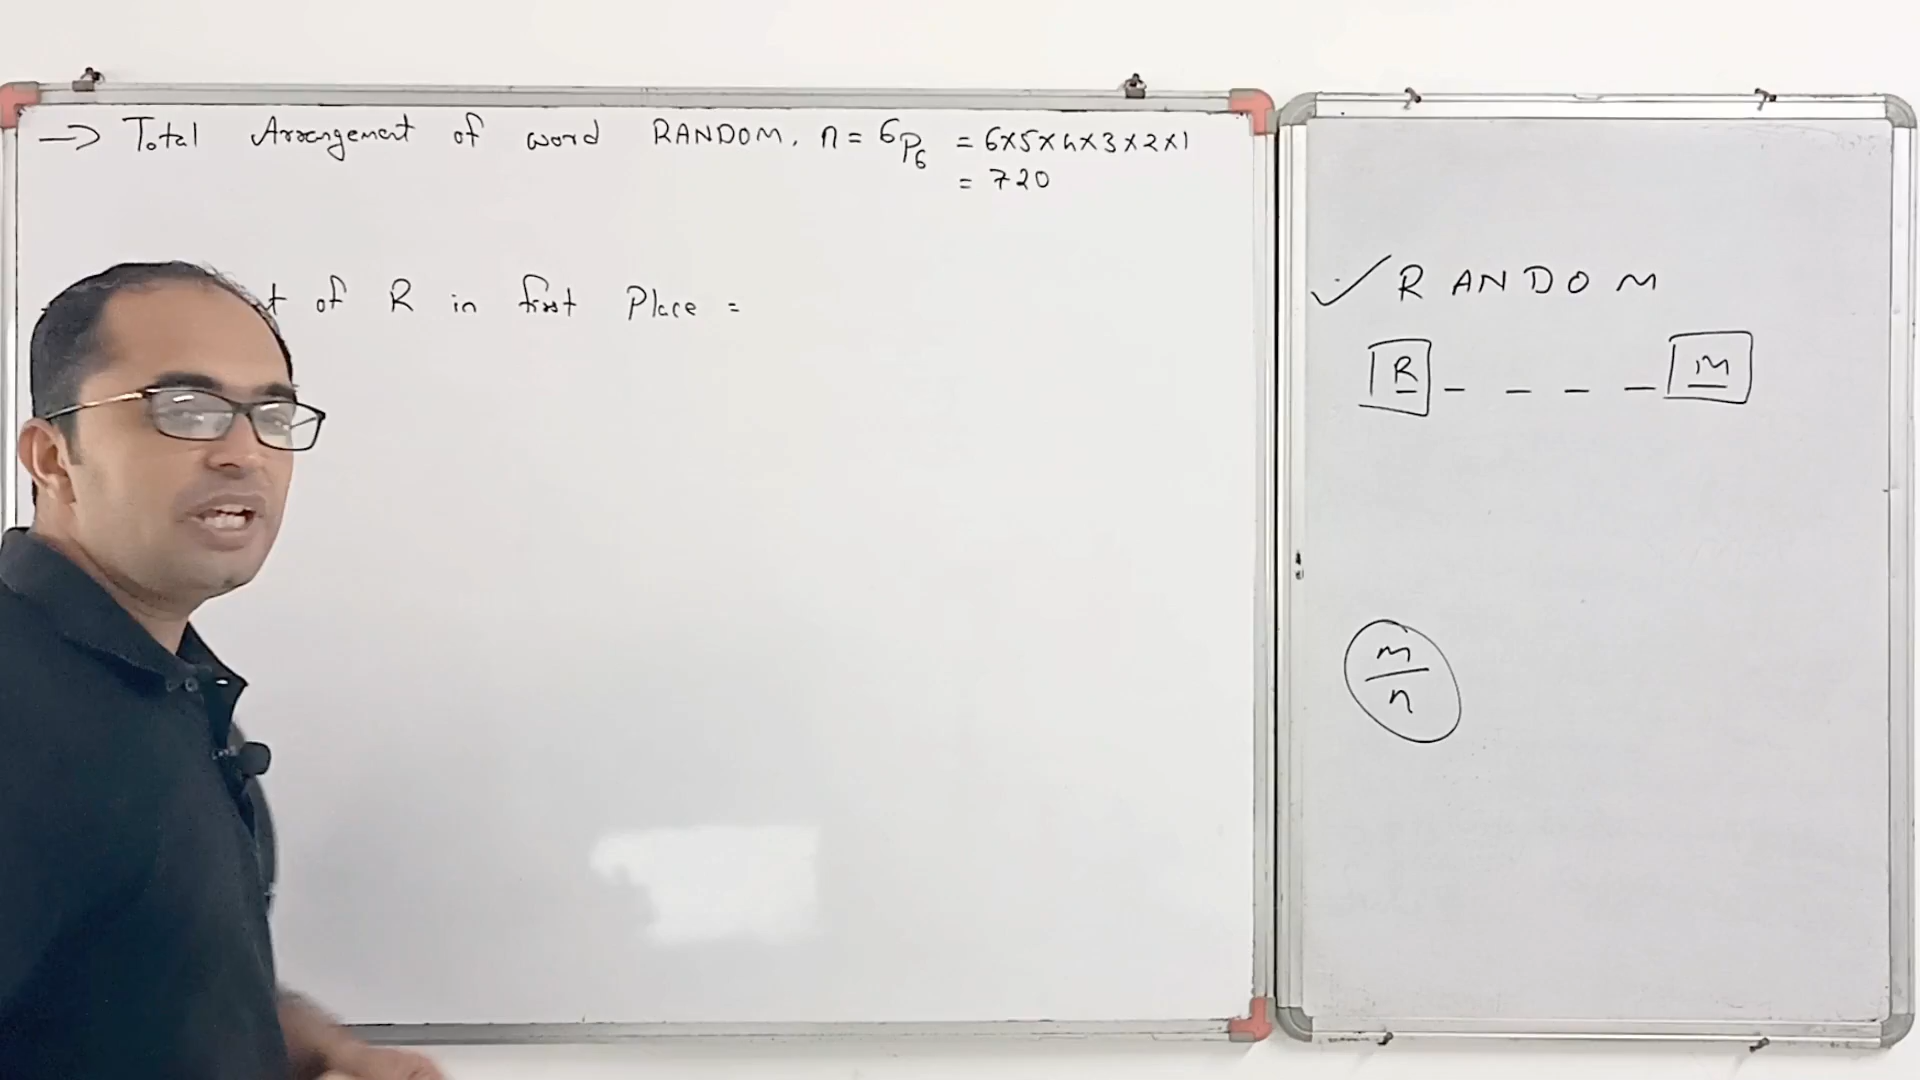 → Total Arrangement of word RANDOM, n = 6P6 = 6×5×4×3×2×1
= 720
of R in first Place =
✓ R A N D O M
R _ _ _ _ M
m/n